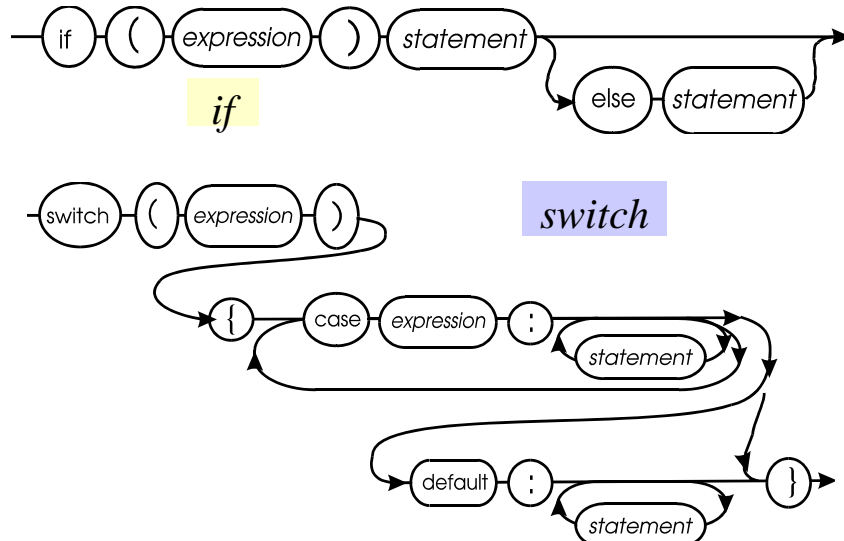 if ( expression ) statement
else statement
if
switch ( expression )
switch
{ case expression :
statement
default : }
statement